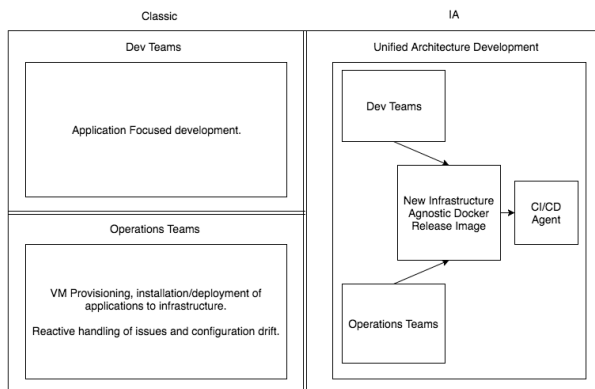 Classic
IA
Dev Teams
Application Focused development.
Operations Teams
VM Provisioning, installation/deployment of
applications to infrastructure.
Reactive handling of issues and configuration drift.
Unified Architecture Development
Dev Teams
New Infrastructure
Agnostic Docker
Release Image
CI/CD
Agent
Operations Teams